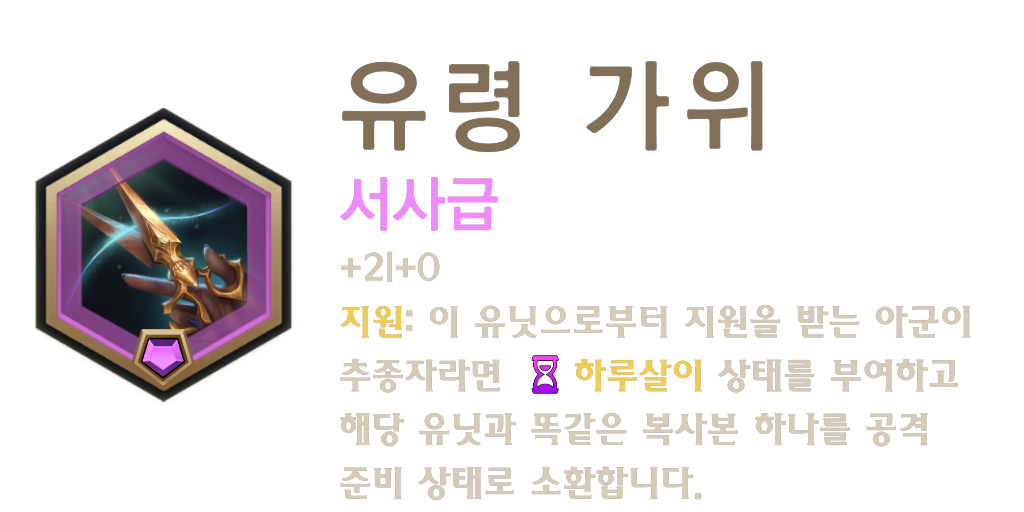 유령 가위
서사급
+2|+0
지원: 이 유닛으로부터 지원을 받는 아군이
추종자라면 하루살이 상태를 부여하고
해당 유닛과 똑같은 복사본 하나를 공격
준비 상태로 소환합니다.